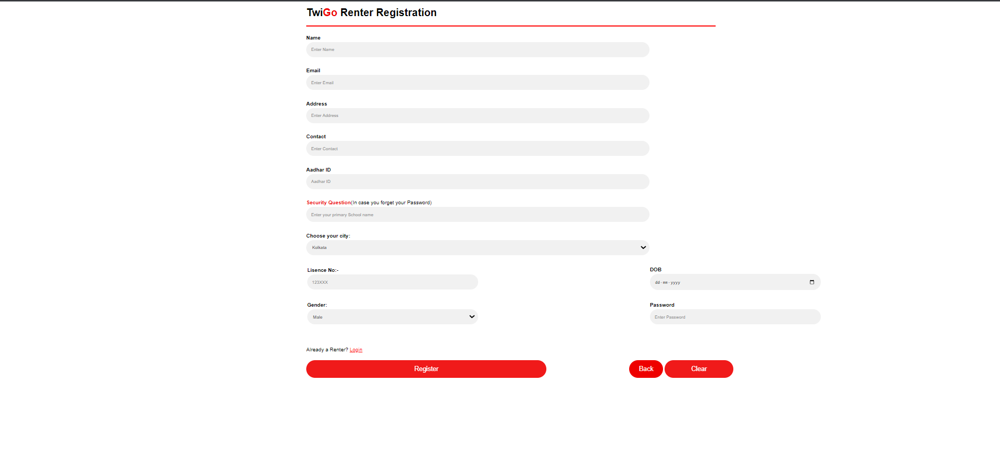 TwiGo Renter Registration
Name
Enter Name
Email
Enter Email
Address
Enter Address
Contact
Enter Contact
Aadhar ID
Aadhar ID
Security Question(In case you forget your Password)
Enter your primary School name
Choose your city:
Kolkata
Lisence No:- DOB
123XXX dd-mm-yyyy
Gender: Password
Male Enter Password
Already a Renter? Login
Register Back Clear